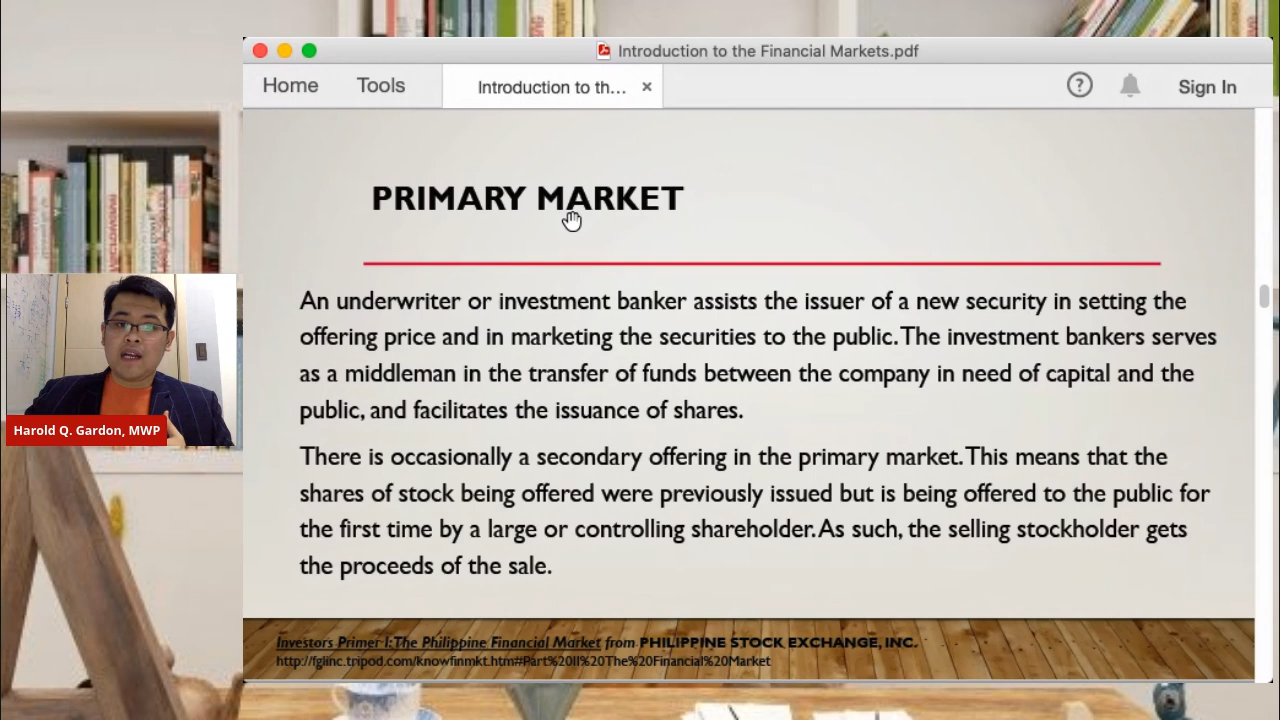 Introduction to the Financial Markets.pdf
Home Tools Introduction to th... × ? Sign In
PRIMARY MARKET
An underwriter or investment banker assists the issuer of a new security in setting the
offering price and in marketing the securities to the public. The investment bankers serves
as a middleman in the transfer of funds between the company in need of capital and the
public, and facilitates the issuance of shares.
There is occasionally a secondary offering in the primary market. This means that the
shares of stock being offered were previously issued but is being offered to the public for
the first time by a large or controlling shareholder. As such, the selling stockholder gets
the proceeds of the sale.
Harold Q. Gardon, MWP
Investors Primer I: The Philippine Financial Market from PHILIPPINE STOCK EXCHANGE, INC.
http://fglinc.tripod.com/knowfinmkt.htm#Part%20II%20The%20Financial%20Market